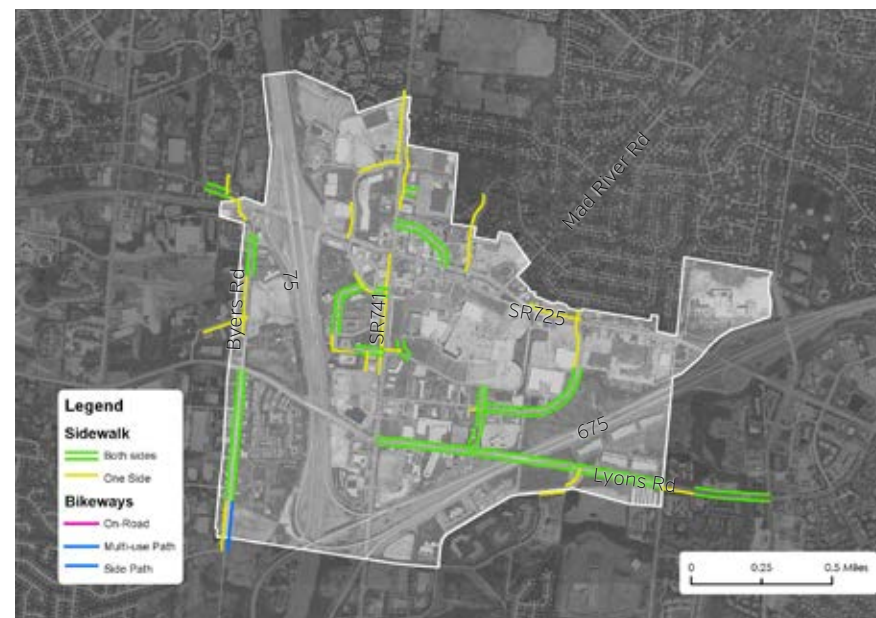 Mad River Rd
75
Byers Rd
SR741
SR725
675
Lyons Rd
Legend
Sidewalk
Both sides
One Side
Bikeways
On-Road
Multi-use Path
Side Path
0 0.25 0.5 Miles